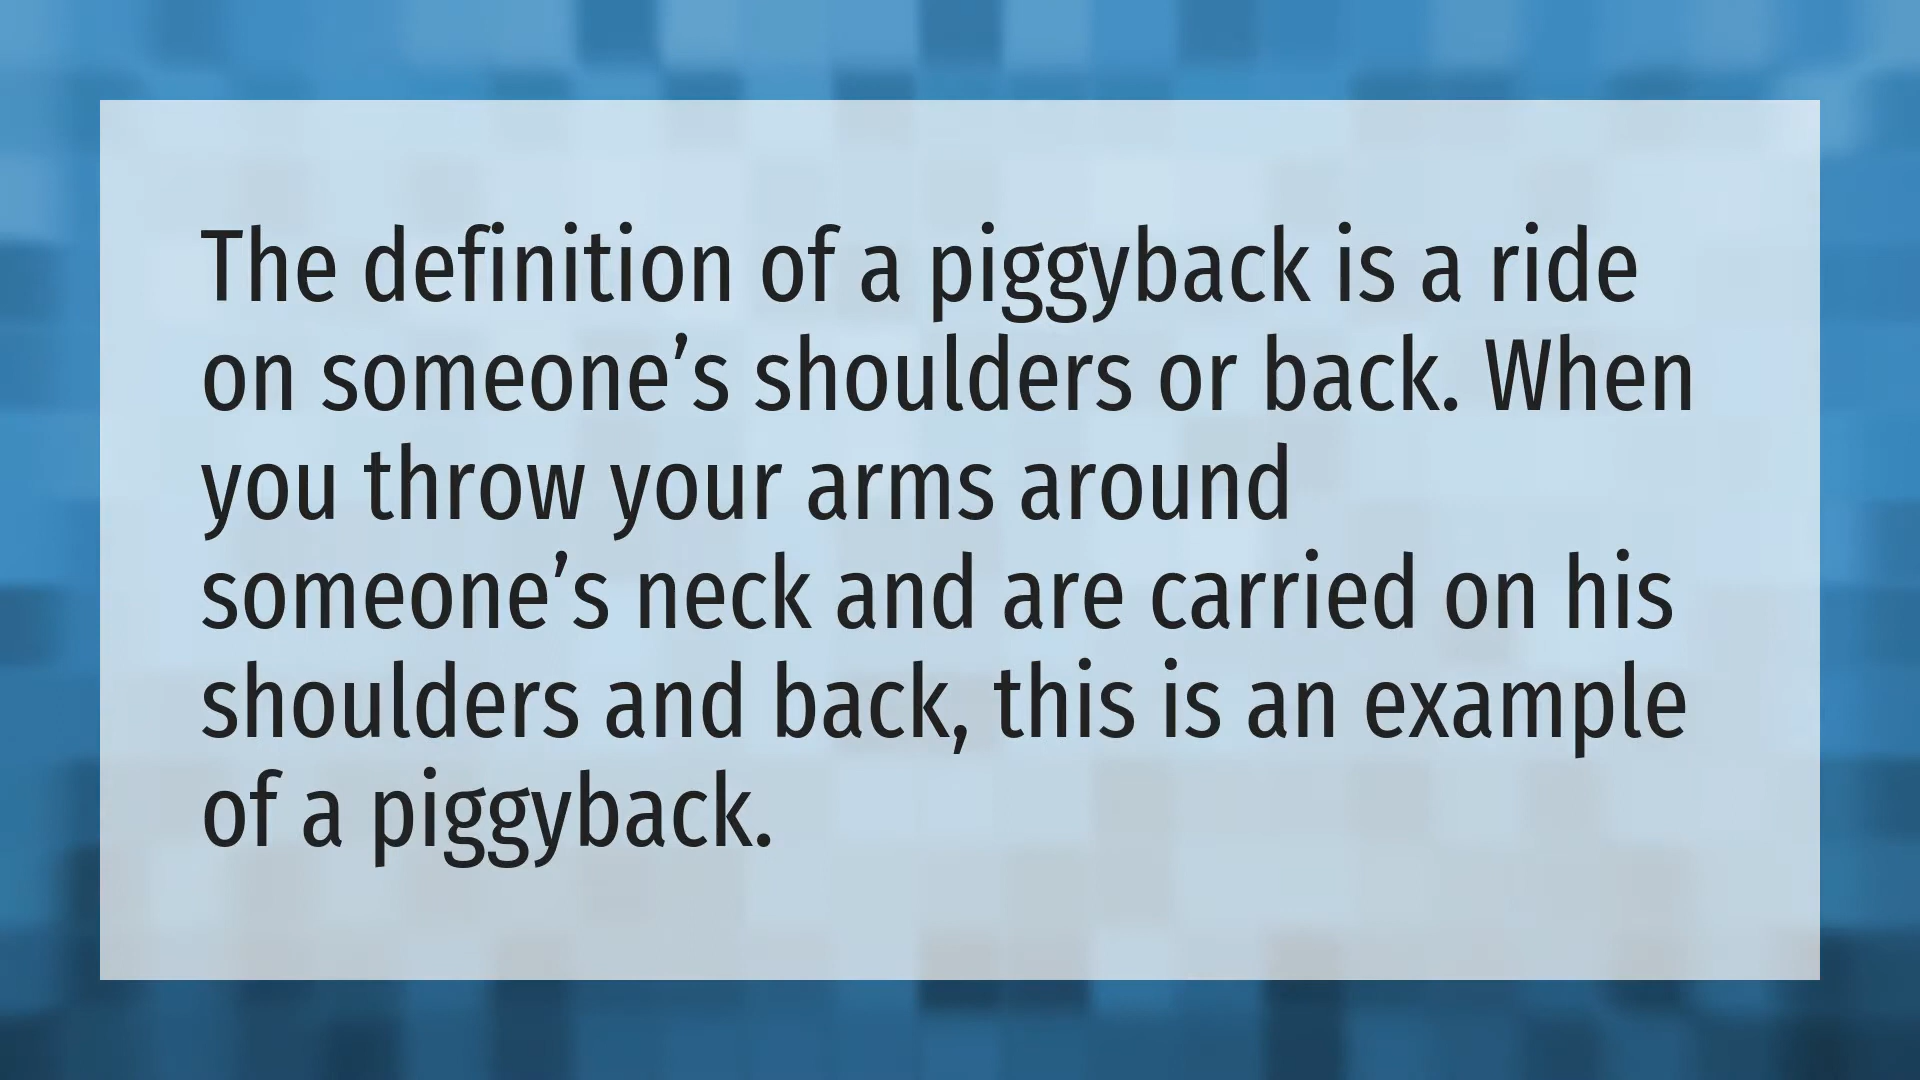 The definition of a piggyback is a ride
on someone’s shoulders or back. When
you throw your arms around
someone’s neck and are carried on his
shoulders and back, this is an example
of a piggyback.